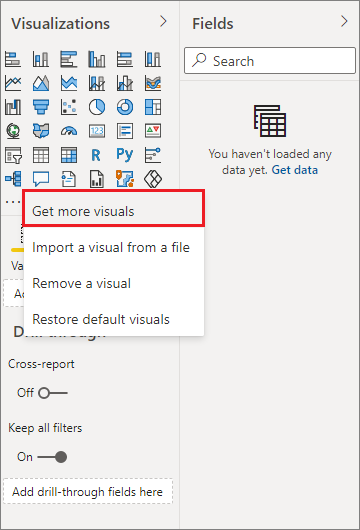 Visualizations
Fields
Search
123
R
Py
You haven't loaded any
data yet. Get data
...
Get more visuals
Import a visual from a file
Remove a visual
Restore default visuals
Va
Ad
Drill through
Cross-report
Off
Keep all filters
On
Add drill-through fields here